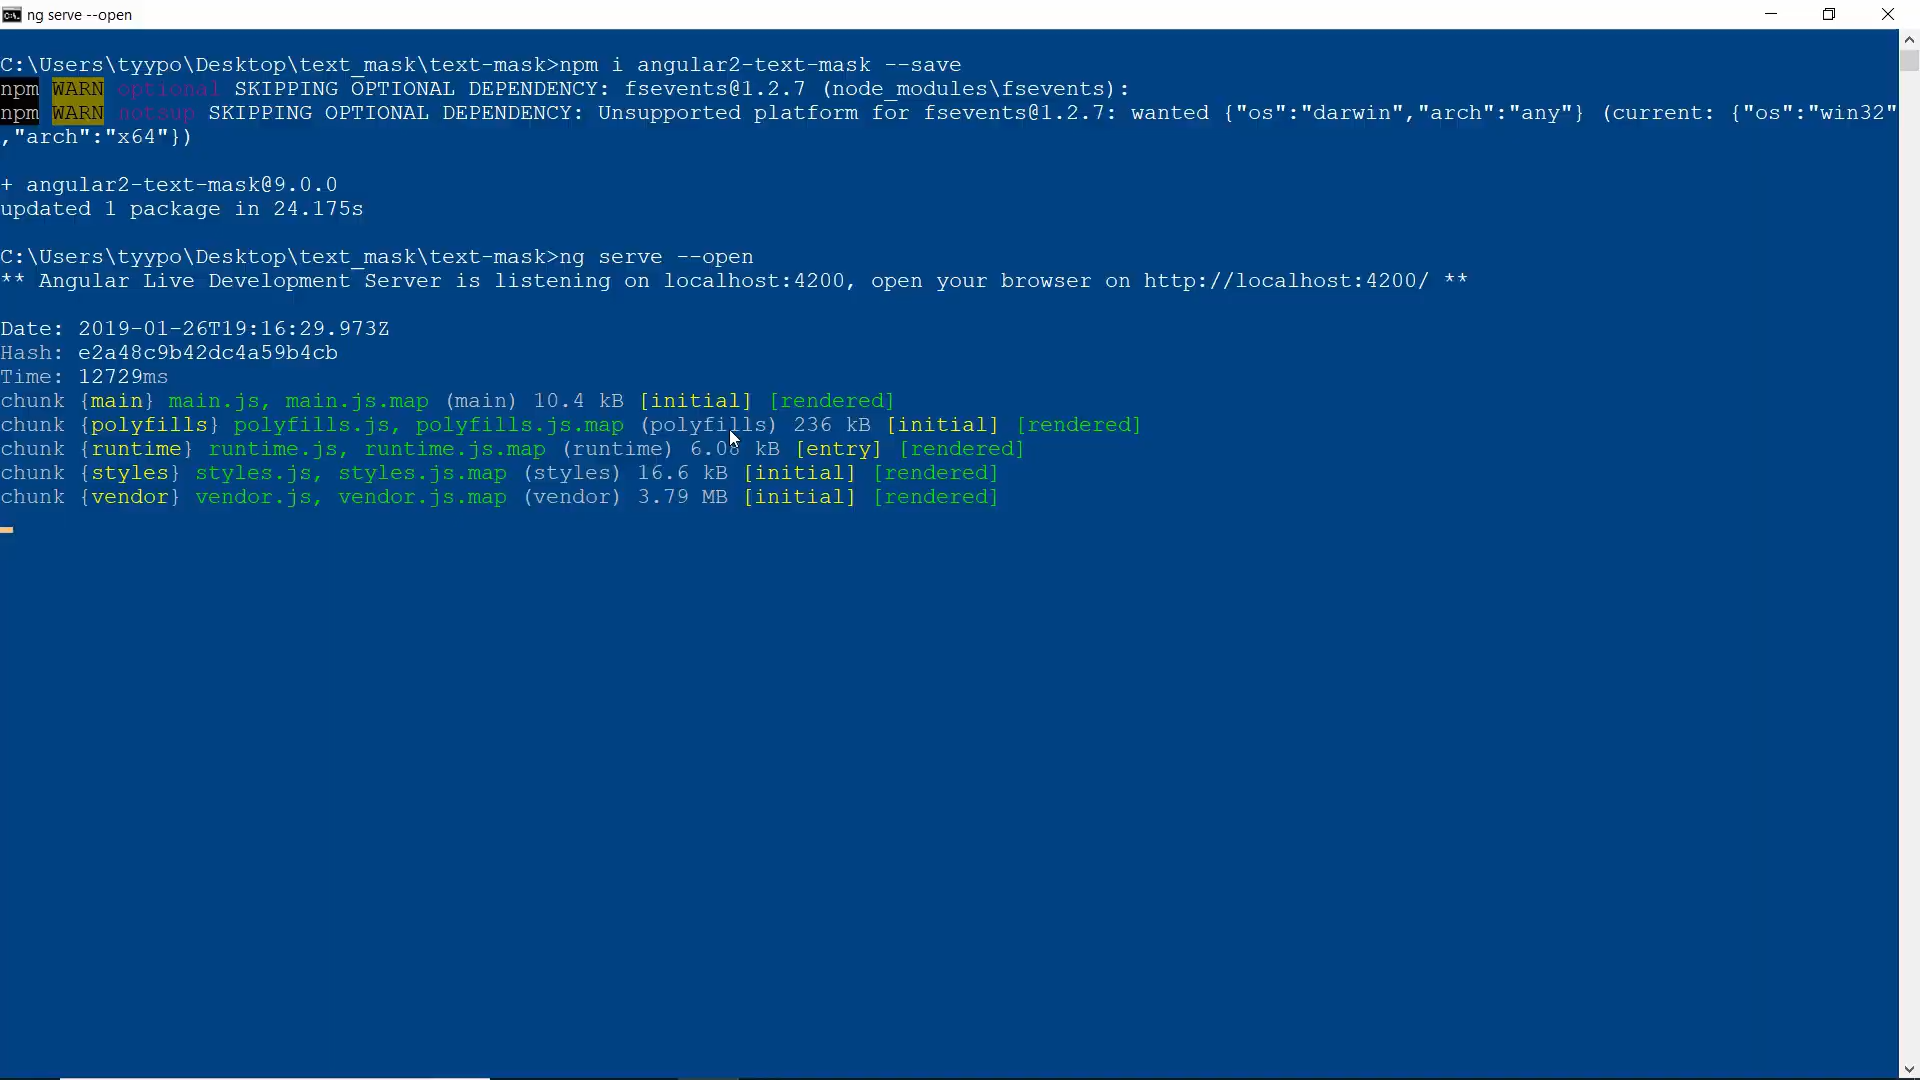 ng serve --open
C:\Users\tyypo\Desktop\text_mask\text-mask>npm i angular2-text-mask --save
npm WARN optional SKIPPING OPTIONAL DEPENDENCY: fsevents@1.2.7 (node_modules\fsevents):
npm WARN notsup SKIPPING OPTIONAL DEPENDENCY: Unsupported platform for fsevents@1.2.7: wanted {"os":"darwin","arch":"any"} (current: {"os":"win32"
,"arch":"x64"})
+ angular2-text-mask@9.0.0
updated 1 package in 24.175s
C:\Users\tyypo\Desktop\text_mask\text-mask>ng serve --open
** Angular Live Development Server is listening on localhost:4200, open your browser on http://localhost:4200/ **
Date: 2019-01-26T19:16:29.973Z
Hash: e2a48c9b42dc4a59b4cb
Time: 12729ms
chunk {main} main.js, main.js.map (main) 10.4 kB [initial] [rendered]
chunk {polyfills} polyfills.js, polyfills.js.map (polyfills) 236 kB [initial] [rendered]
chunk {runtime} runtime.js, runtime.js.map (runtime) 6.08 kB [entry] [rendered]
chunk {styles} styles.js, styles.js.map (styles) 16.6 kB [initial] [rendered]
chunk {vendor} vendor.js, vendor.js.map (vendor) 3.79 MB [initial] [rendered]